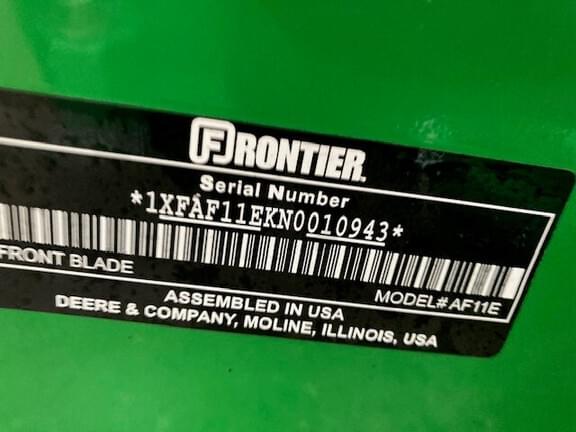 FRONTIER
Serial Number
*1XFAF11EKN0010943*
FRONT BLADE
MODEL# AF11E
ASSEMBLED IN USA
DEERE & COMPANY, MOLINE, ILLINOIS, USA